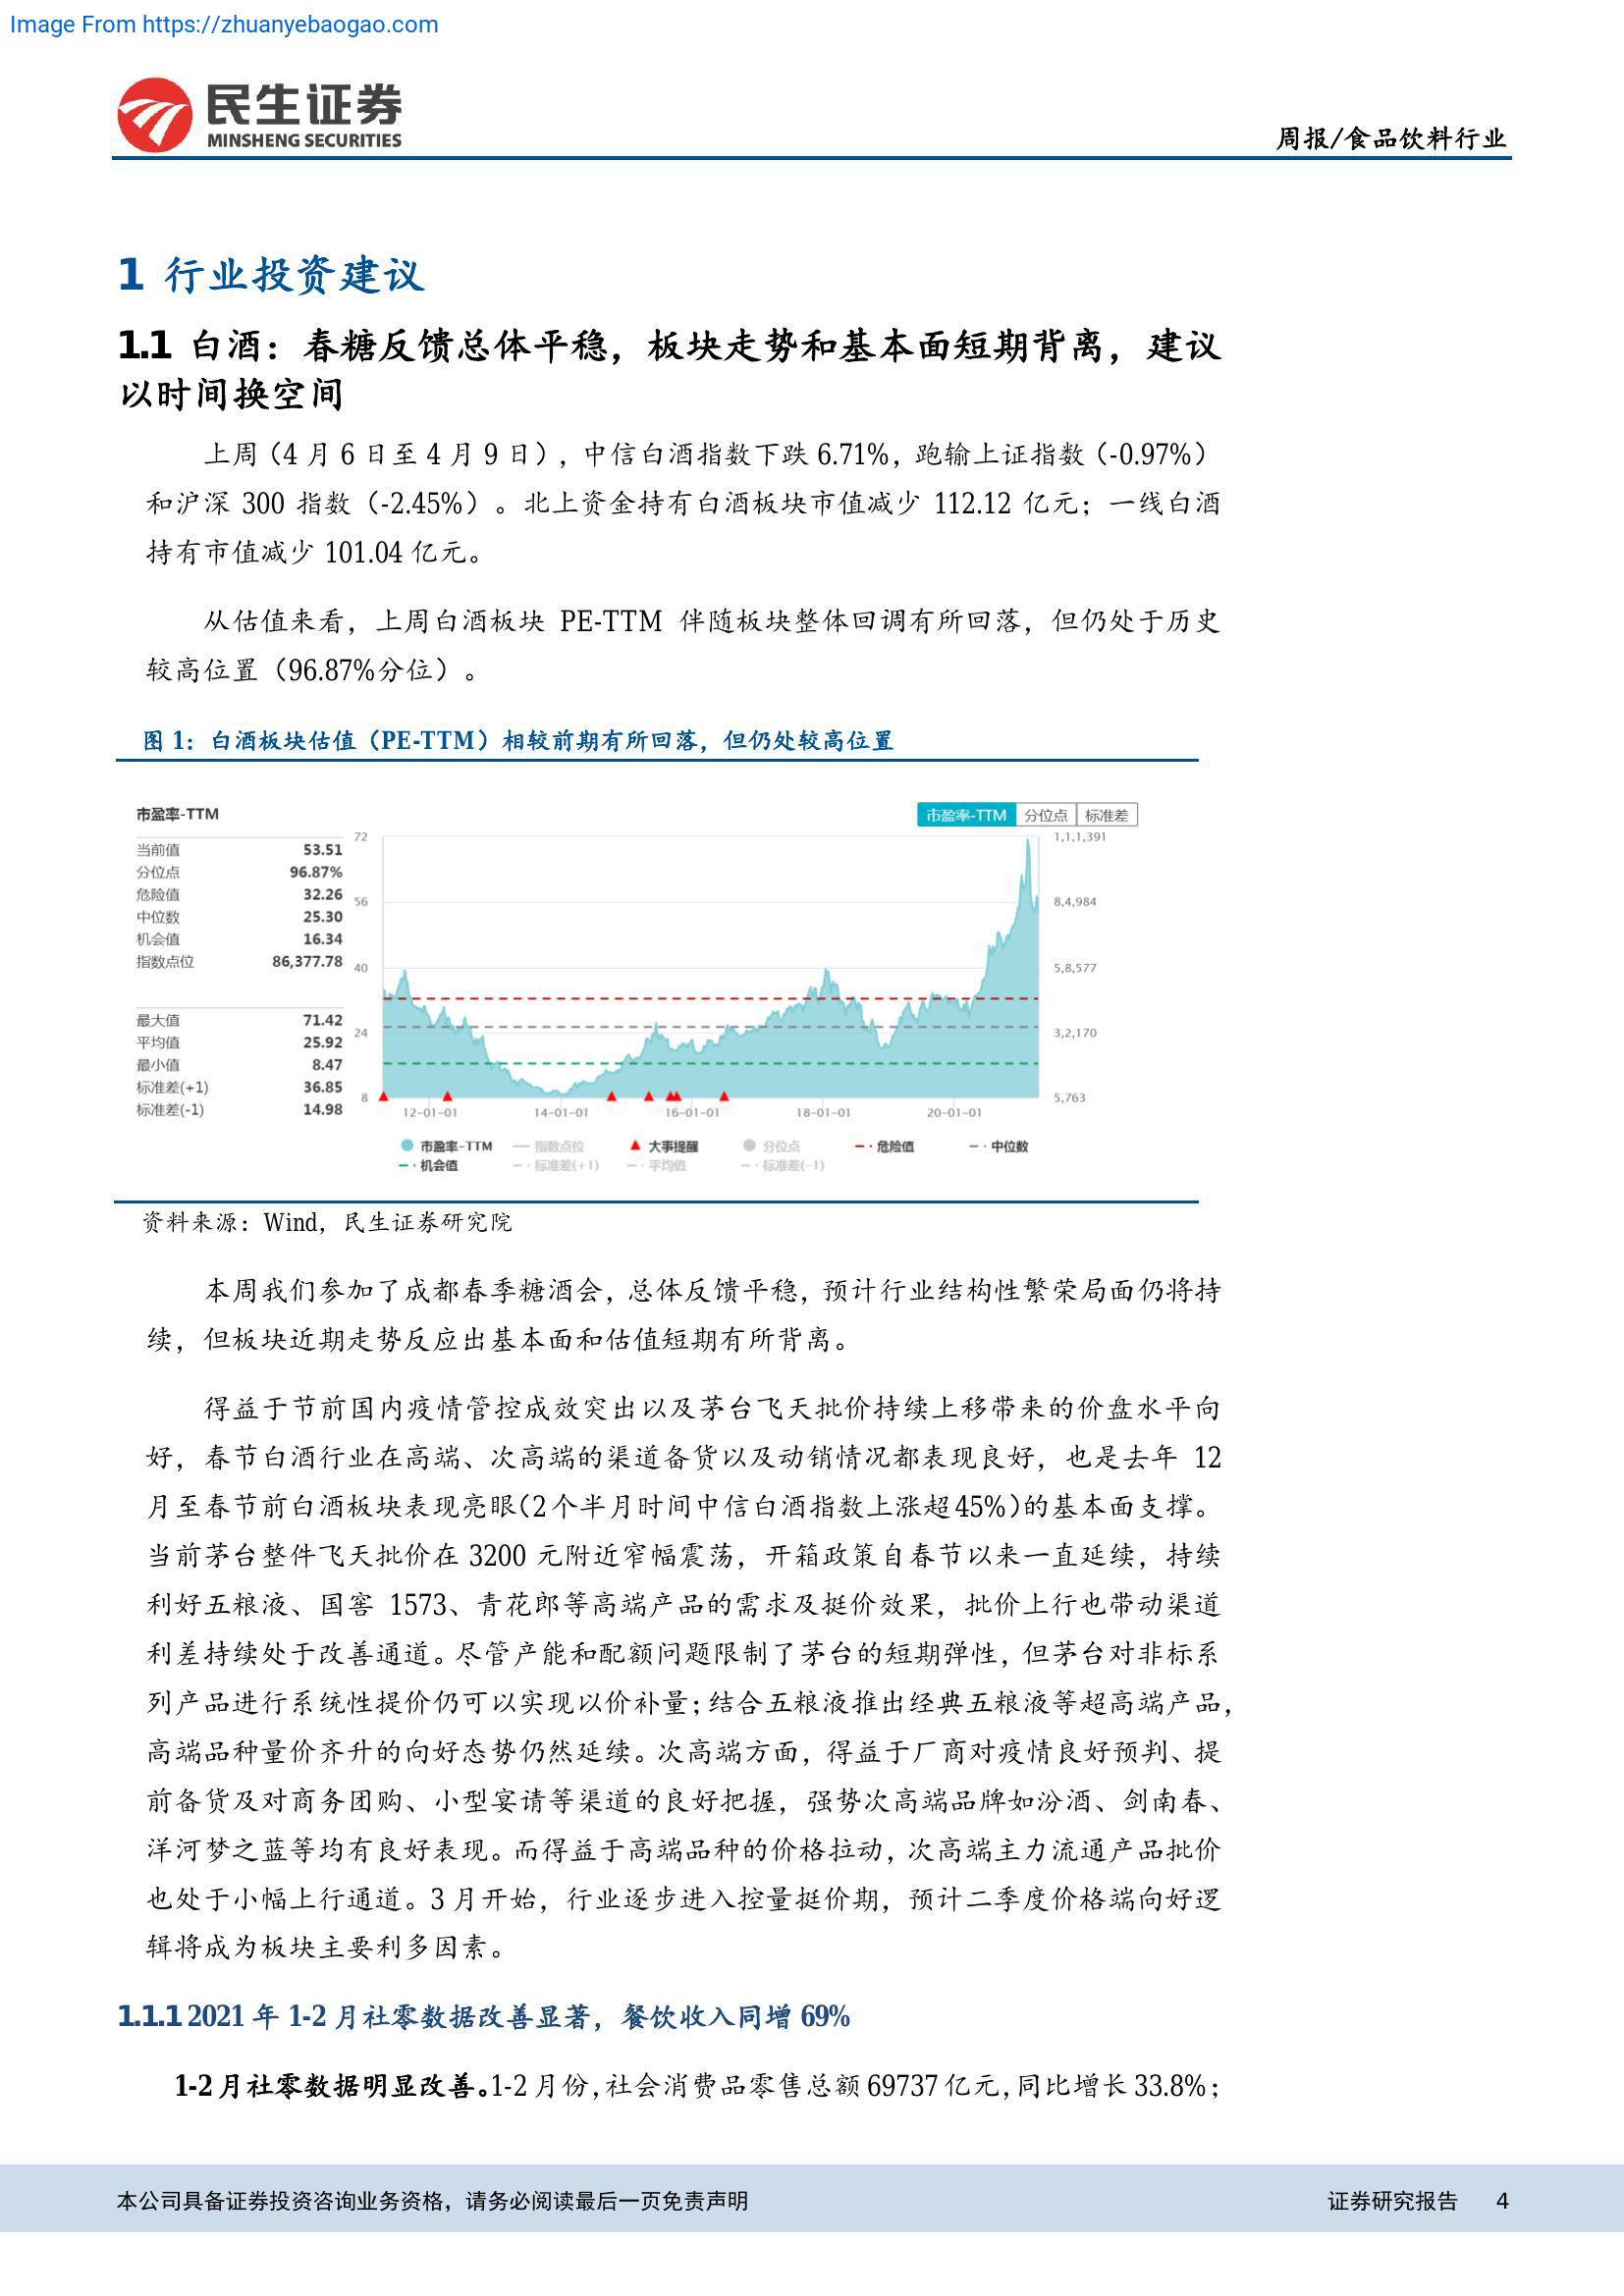 Image From https://zhuanyebaogao.com
民生证券
MINSHENG SECURITIES
周报/食品饮料行业
1 行业投资建议
1.1 白酒：春糖反馈总体平稳，板块走势和基本面短期背离，建议
以时间换空间
上周（4 月 6 日至 4 月 9 日），中信白酒指数下跌 6.71%，跑输上证指数（-0.97%）
和沪深 300 指数（-2.45%）。北上资金持有白酒板块市值减少 112.12 亿元；一线白酒
持有市值减少 101.04 亿元。
从估值来看，上周白酒板块 PE-TTM 伴随板块整体回调有所回落，但仍处于历史
较高位置（96.87%分位）。
图 1：白酒板块估值（PE-TTM）相较前期有所回落，但仍处较高位置
市盈率-TTM
当前值 53.51
分位点 96.87%
危险值 32.26
中位数 25.30
机会值 16.34
指数点位 86,377.78
最大值 71.42
平均值 25.92
最小值 8.47
标准差(+1) 36.85
标准差(-1) 14.98
市盈率-TTM 分位点 标准差
72 1,1,1,391
56 8,4,984
40 5,8,577
24 3,2,170
8 5,763
12-01-01 14-01-01 16-01-01 18-01-01 20-01-01
市盈率-TTM 指数点位 大事提醒 分位点 危险值 中位数
机会值 标准差(+1) 平均值 标准差(-1)
资料来源：Wind，民生证券研究院
本周我们参加了成都春季糖酒会，总体反馈平稳，预计行业结构性繁荣局面仍将持
续，但板块近期走势反应出基本面和估值短期有所背离。
得益于节前国内疫情管控成效突出以及茅台飞天批价持续上移带来的价盘水平向
好，春节白酒行业在高端、次高端的渠道备货以及动销情况都表现良好，也是去年 12
月至春节前白酒板块表现亮眼（2 个半月时间中信白酒指数上涨超 45%）的基本面支撑。
当前茅台整件飞天批价在 3200 元附近窄幅震荡，开箱政策自春节以来一直延续，持续
利好五粮液、国窖 1573、青花郎等高端产品的需求及挺价效果，批价上行也带动渠道
利差持续处于改善通道。尽管产能和配额问题限制了茅台的短期弹性，但茅台对非标系
列产品进行系统性提价仍可以实现以价补量；结合五粮液推出经典五粮液等超高端产品，
高端品种量价齐升的向好态势仍然延续。次高端方面，得益于厂商对疫情良好预判、提
前备货及对商务团购、小型宴请等渠道的良好把握，强势次高端品牌如汾酒、剑南春、
洋河梦之蓝等均有良好表现。而得益于高端品种的价格拉动，次高端主力流通产品批价
也处于小幅上行通道。3 月开始，行业逐步进入控量挺价期，预计二季度价格端向好逻
辑将成为板块主要利多因素。
1.1.1 2021 年 1-2 月社零数据改善显著，餐饮收入同增 69%
1-2 月社零数据明显改善。1-2 月份，社会消费品零售总额 69737 亿元，同比增长 33.8%；
本公司具备证券投资咨询业务资格，请务必阅读最后一页免责声明
证券研究报告 4